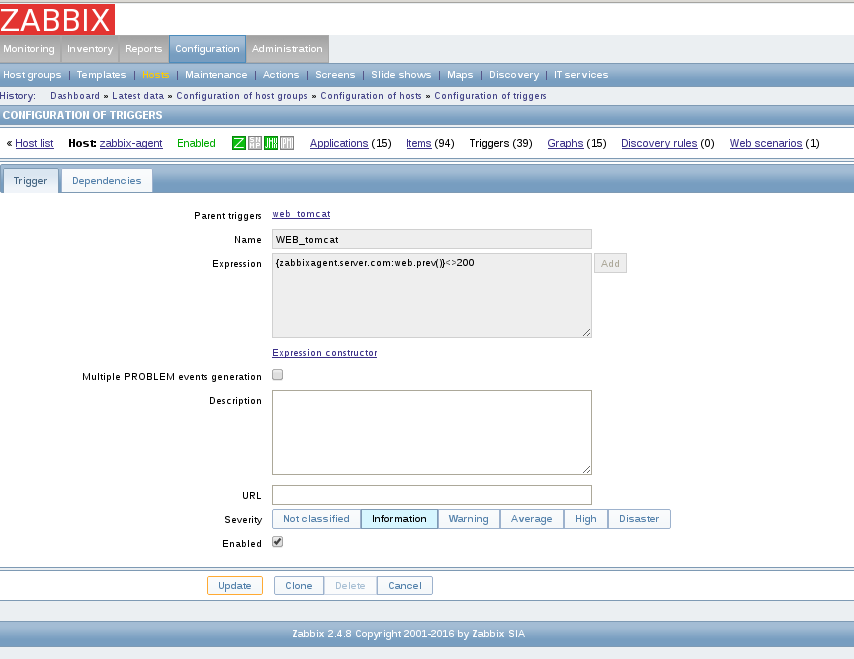 ZABBIX
Monitoring Inventory Reports Configuration Administration
Host groups | Templates | Hosts | Maintenance | Actions | Screens | Slide shows | Maps | Discovery | IT services
History: Dashboard » Latest data » Configuration of host groups » Configuration of hosts » Configuration of triggers
CONFIGURATION OF TRIGGERS
« Host list Host: zabbix-agent Enabled Z JMX Applications (15) Items (94) Triggers (39) Graphs (15) Discovery rules (0) Web scenarios (1)
Trigger Dependencies
Parent triggers web_tomcat
Name WEB_tomcat
Expression {zabbixagent.server.com:web.prev()}<>200 Add
Expression constructor
Multiple PROBLEM events generation
Description
URL
Severity Not classified Information Warning Average High Disaster
Enabled
Update Clone Delete Cancel
Zabbix 2.4.8 Copyright 2001-2016 by Zabbix SIA